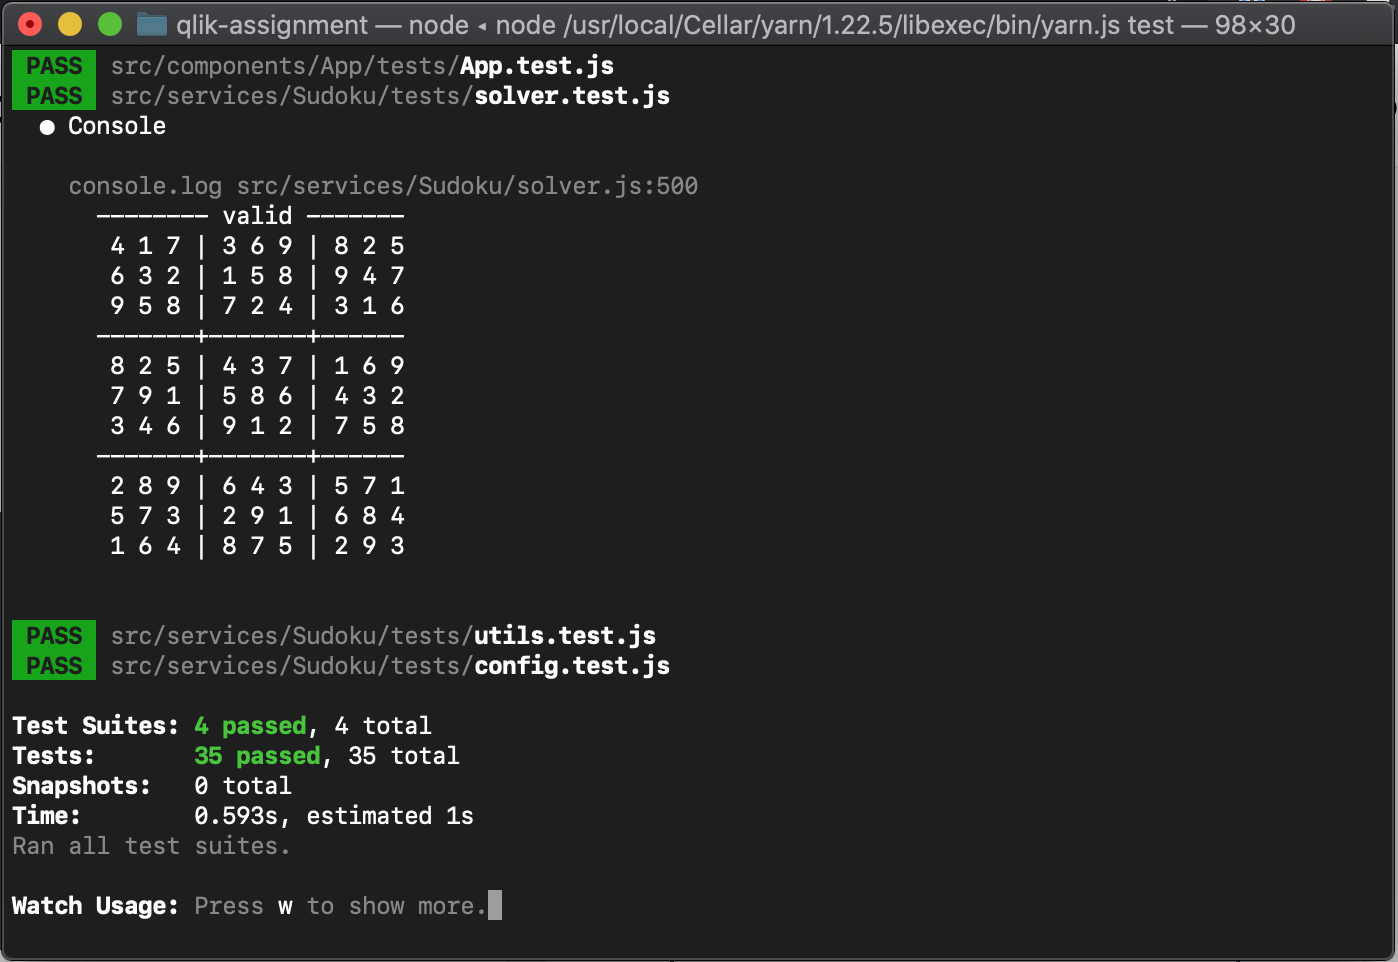 qlik-assignment — node ◂ node /usr/local/Cellar/yarn/1.22.5/libexec/bin/yarn.js test — 98×30
PASS src/components/App/tests/App.test.js
PASS src/services/Sudoku/tests/solver.test.js
● Console
console.log src/services/Sudoku/solver.js:500
-------- valid -------
4 1 7 | 3 6 9 | 8 2 5
6 3 2 | 1 5 8 | 9 4 7
9 5 8 | 7 2 4 | 3 1 6
-------+-------+------
8 2 5 | 4 3 7 | 1 6 9
7 9 1 | 5 8 6 | 4 3 2
3 4 6 | 9 1 2 | 7 5 8
-------+-------+------
2 8 9 | 6 4 3 | 5 7 1
5 7 3 | 2 9 1 | 6 8 4
1 6 4 | 8 7 5 | 2 9 3
PASS src/services/Sudoku/tests/utils.test.js
PASS src/services/Sudoku/tests/config.test.js
Test Suites: 4 passed, 4 total
Tests: 35 passed, 35 total
Snapshots: 0 total
Time: 0.593s, estimated 1s
Ran all test suites.
Watch Usage: Press w to show more.